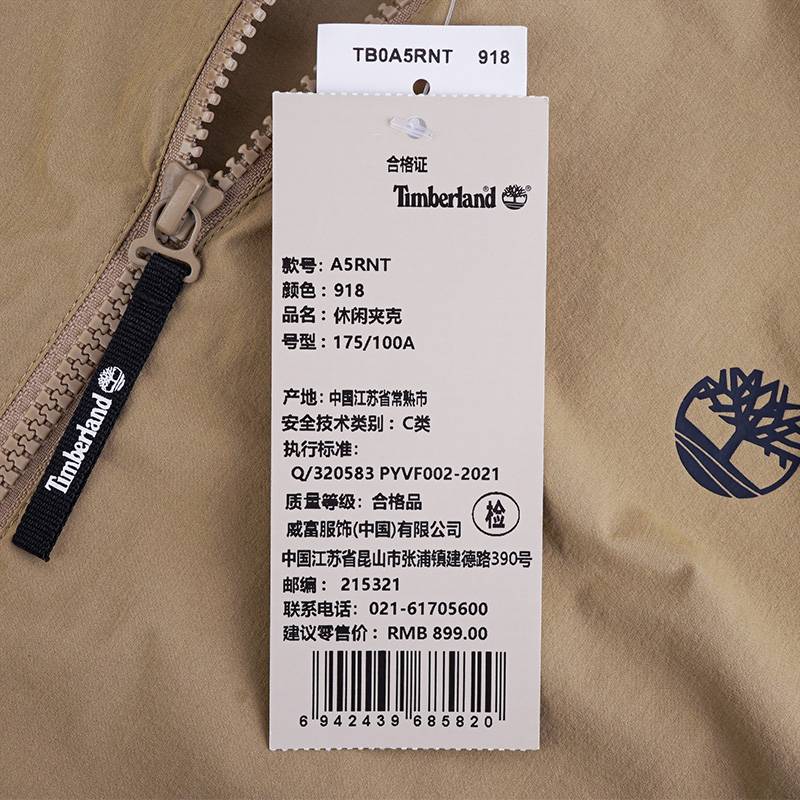 TB0A5RNT 918
合格证
Timberland®
款号: A5RNT
颜色: 918
品名: 休闲夹克
号型: 175/100A
产地: 中国江苏省常熟市
安全技术类别: C类
执行标准:
Q/320583 PYVF002-2021
质量等级: 合格品
检
威富服饰(中国)有限公司
中国江苏省昆山市张浦镇建德路390号
邮编: 215321
联系电话: 021-61705600
建议零售价: RMB 899.00
6 942439 685820
Timberland